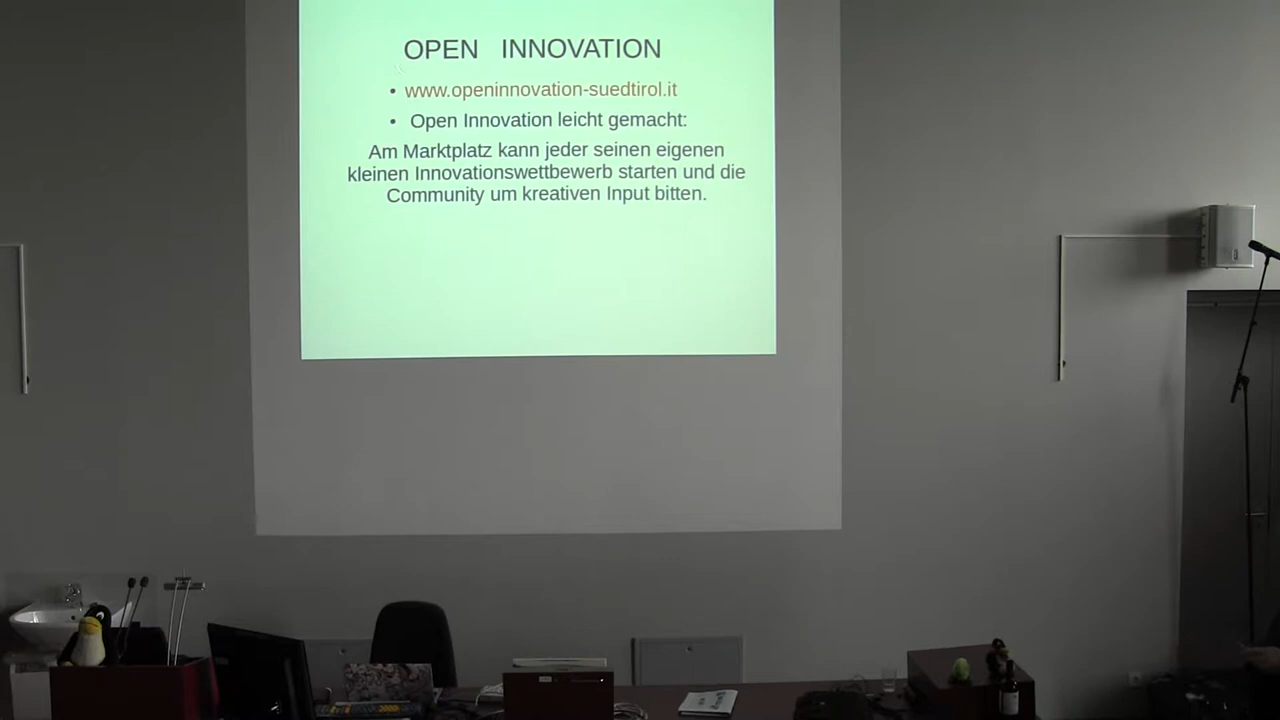 OPEN INNOVATION
• www.openinnovation-suedtirol.it
• Open Innovation leicht gemacht:
Am Marktplatz kann jeder seinen eigenen
kleinen Innovationswettbewerb starten und die
Community um kreativen Input bitten.